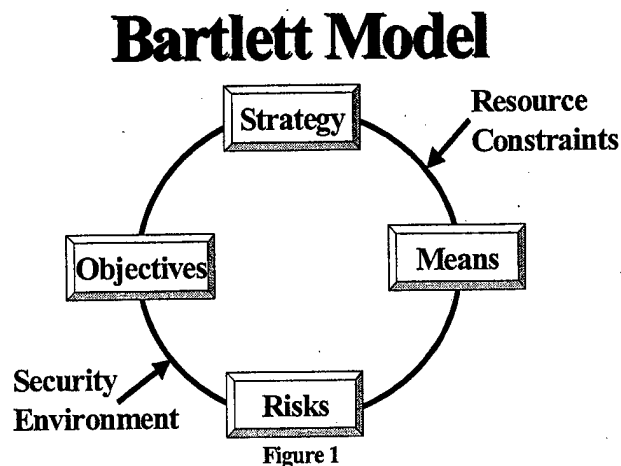 Bartlett Model
Strategy
Resource
Constraints
Objectives
Means
Security
Environment
Risks
Figure 1